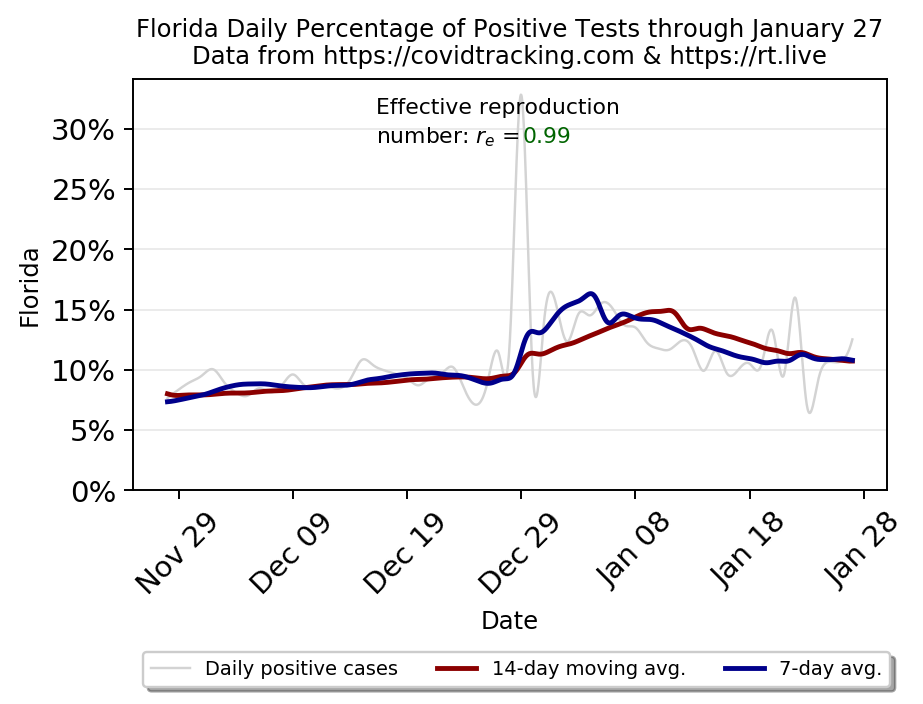 Florida Daily Percentage of Positive Tests through January 27
Data from https://covidtracking.com & https://rt.live
Effective reproduction
number: rₑ =0.99
30%
25%
20%
15%
10%
5%
0%
Florida
Nov 29
Dec 09
Dec 19
Dec 29
Jan 08
Jan 18
Jan 28
Date
Daily positive cases
14-day moving avg.
7-day avg.